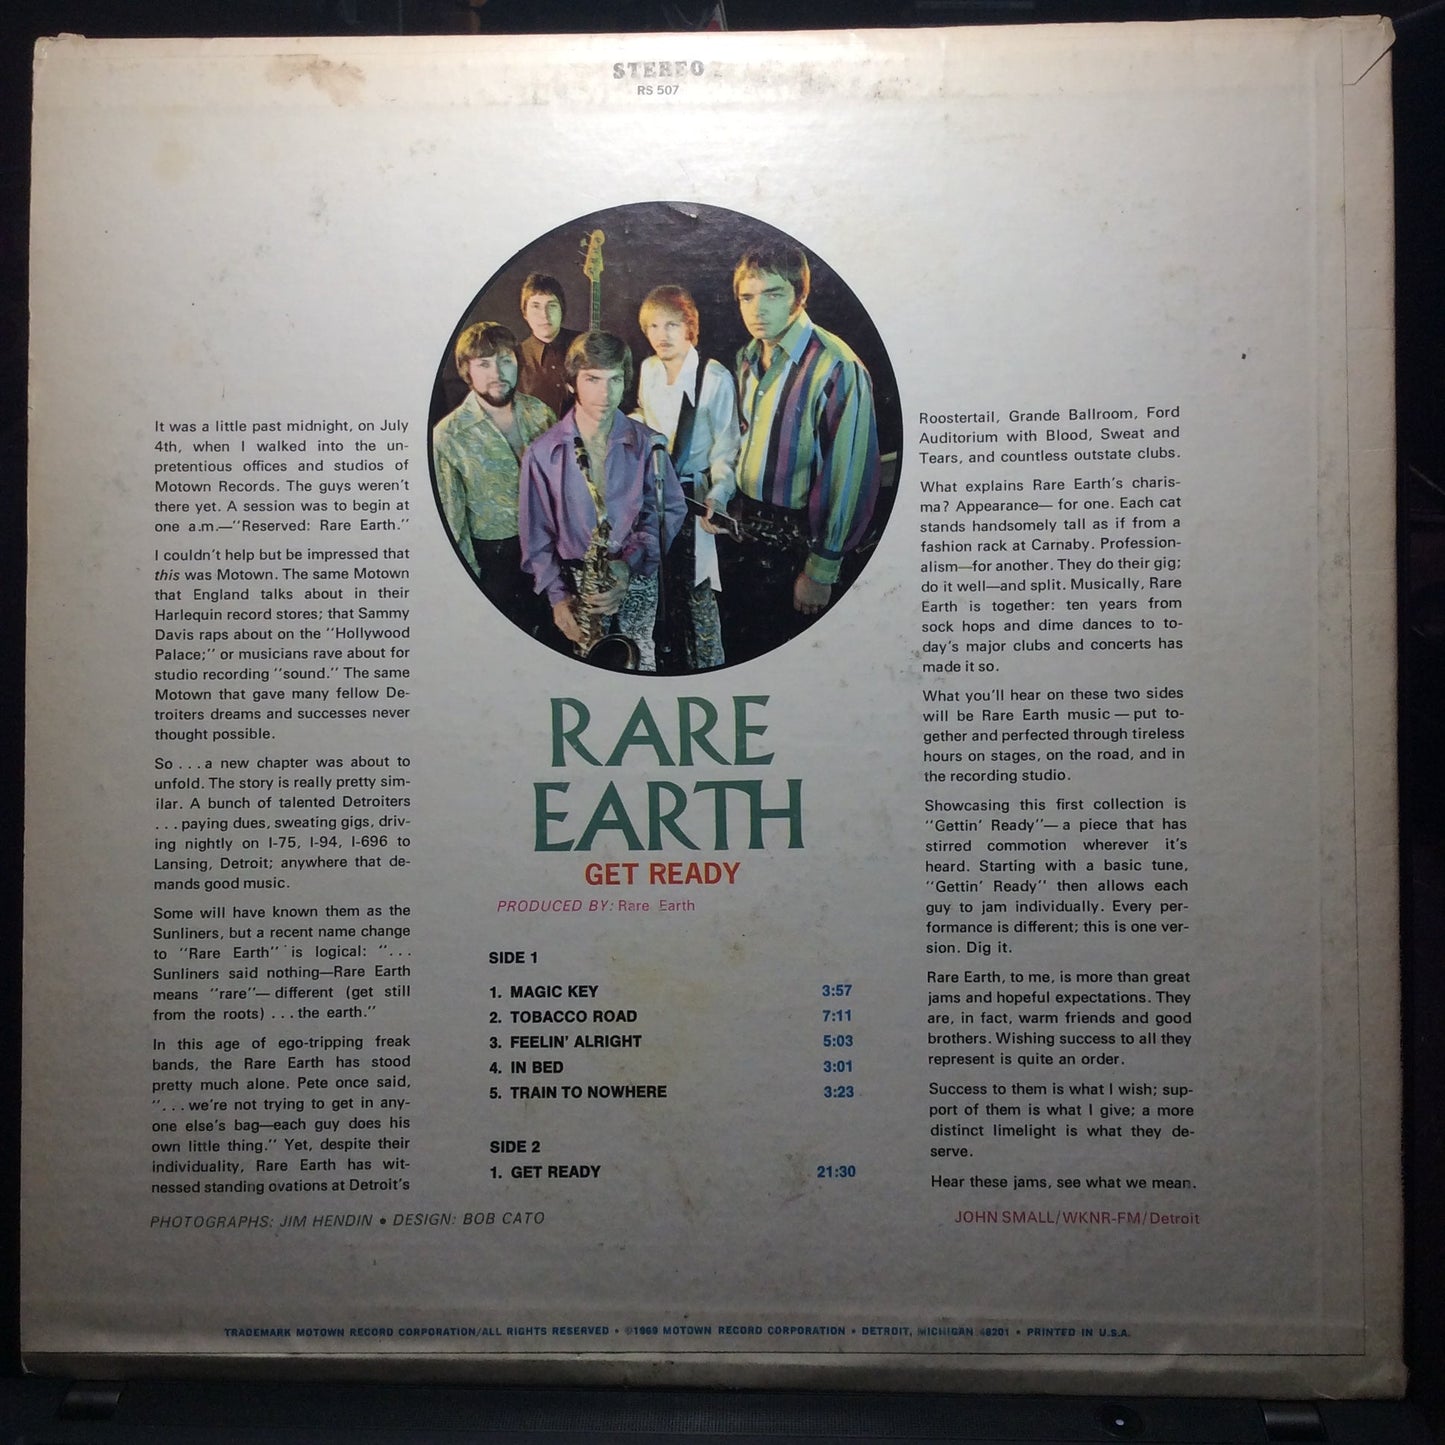 STEREO
RS 507
It was a little past midnight, on July
4th, when I walked into the un-
pretentious offices and studios of
Motown Records. The guys weren't
there yet. A session was to begin at
one a.m.—"Reserved: Rare Earth."
I couldn't help but be impressed that
this was Motown. The same Motown
that England talks about in their
Harlequin record stores; that Sammy
Davis raps about on the "Hollywood
Palace;" or musicians rave about for
studio recording "sound." The same
Motown that gave many fellow De-
troiters dreams and successes never
thought possible.
So . . . a new chapter was about to
unfold. The story is really pretty sim-
ilar. A bunch of talented Detroiters
. . . paying dues, sweating gigs, driv-
ing nightly on I-75, I-94, I-696 to
Lansing, Detroit; anywhere that de-
mands good music.
Some will have known them as the
Sunliners, but a recent name change
to "Rare Earth" is logical: ". . .
Sunliners said nothing—Rare Earth
means "rare"— different (get still
from the roots) . . . the earth."
In this age of ego-tripping freak
bands, the Rare Earth has stood
pretty much alone. Pete once said,
". . . we're not trying to get in any-
one else's bag—each guy does his
own little thing." Yet, despite their
individuality, Rare Earth has wit-
nessed standing ovations at Detroit's
PHOTOGRAPHS: JIM HENDIN • DESIGN: BOB CATO
RARE
EARTH
GET READY
PRODUCED BY: Rare Earth
SIDE 1
1. MAGIC KEY 3:57
2. TOBACCO ROAD 7:11
3. FEELIN' ALRIGHT 5:03
4. IN BED 3:01
5. TRAIN TO NOWHERE 3:23
SIDE 2
1. GET READY 21:30
Roostertail, Grande Ballroom, Ford
Auditorium with Blood, Sweat and
Tears, and countless outstate clubs.
What explains Rare Earth's charis-
ma? Appearance— for one. Each cat
stands handsomely tall as if from a
fashion rack at Carnaby. Profession-
alism—for another. They do their gig;
do it well—and split. Musically, Rare
Earth is together: ten years from
sock hops and dime dances to to-
day's major clubs and concerts has
made it so.
What you'll hear on these two sides
will be Rare Earth music — put to-
gether and perfected through tireless
hours on stages, on the road, and in
the recording studio.
Showcasing this first collection is
"Gettin' Ready"— a piece that has
stirred commotion wherever it's
heard. Starting with a basic tune,
"Gettin' Ready" then allows each
guy to jam individually. Every per-
formance is different; this is one ver-
sion. Dig it.
Rare Earth, to me, is more than great
jams and hopeful expectations. They
are, in fact, warm friends and good
brothers. Wishing success to all they
represent is quite an order.
Success to them is what I wish; sup-
port of them is what I give; a more
distinct limelight is what they de-
serve.
Hear these jams, see what we mean.
JOHN SMALL/WKNR-FM/Detroit
TRADEMARK MOTOWN RECORD CORPORATION/ALL RIGHTS RESERVED • ©1969 MOTOWN RECORD CORPORATION • DETROIT, MICHIGAN 48201 • PRINTED IN U.S.A.